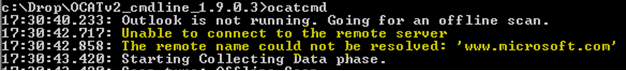 c:\Drop\OCATv2_cmdline_1.9.0.3>ocatcmd
17:30:40.233: Outlook is not running. Going for an offline scan.
17:30:42.717: Unable to connect to the remote server
17:30:42.858: The remote name could not be resolved: 'www.microsoft.com'
17:30:43.420: Starting Collecting Data phase.